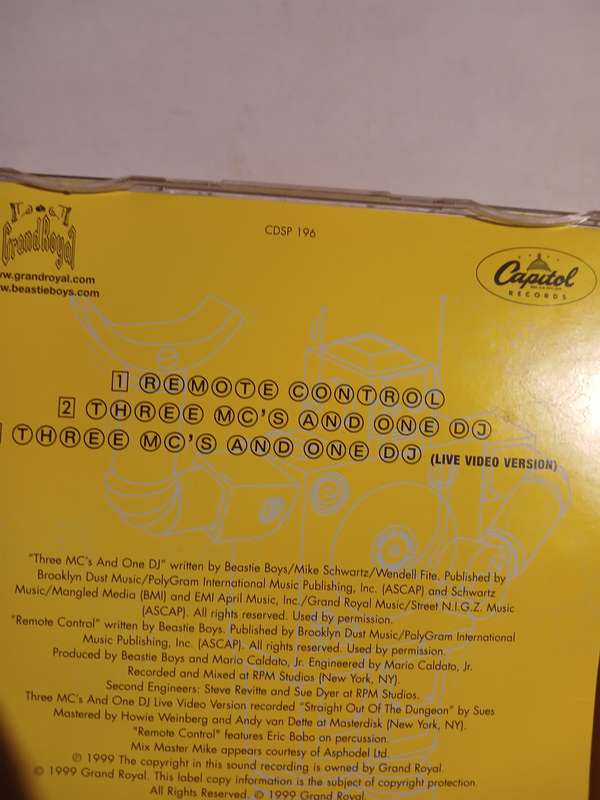 Grand Royal
www.grandroyal.com
www.beastieboys.com
CDSP 196
Capitol
RECORDS
1 REMOTE CONTROL
2 THREE MC'S AND ONE DJ
THREE MC'S AND ONE DJ (LIVE VIDEO VERSION)
"Three MC's And One DJ" written by Beastie Boys/Mike Schwartz/Wendell Fite. Published by
Brooklyn Dust Music/PolyGram International Music Publishing, Inc. (ASCAP) and Schwartz
Music/Mangled Media (BMI) and EMI April Music, Inc./Grand Royal Music/Street N.I.G.Z. Music
(ASCAP). All rights reserved. Used by permission.
"Remote Control" written by Beastie Boys. Published by Brooklyn Dust Music/PolyGram International
Music Publishing, Inc. (ASCAP). All rights reserved. Used by permission.
Produced by Beastie Boys and Mario Caldato, Jr. Engineered by Mario Caldato, Jr.
Recorded and Mixed at RPM Studios (New York, NY).
Second Engineers: Steve Revitte and Sue Dyer at RPM Studios.
Three MC's And One DJ Live Video Version recorded "Straight Out Of The Dungeon" by Sues
Mastered by Howie Weinberg and Andy van Dette at Masterdisk (New York, NY).
"Remote Control" features Eric Bobo on percussion.
Mix Master Mike appears courtesy of Asphodel Ltd.
℗ 1999 The copyright in this sound recording is owned by Grand Royal.
© 1999 Grand Royal. This label copy information is the subject of copyright protection.
All Rights Reserved. © 1999 Grand Royal.